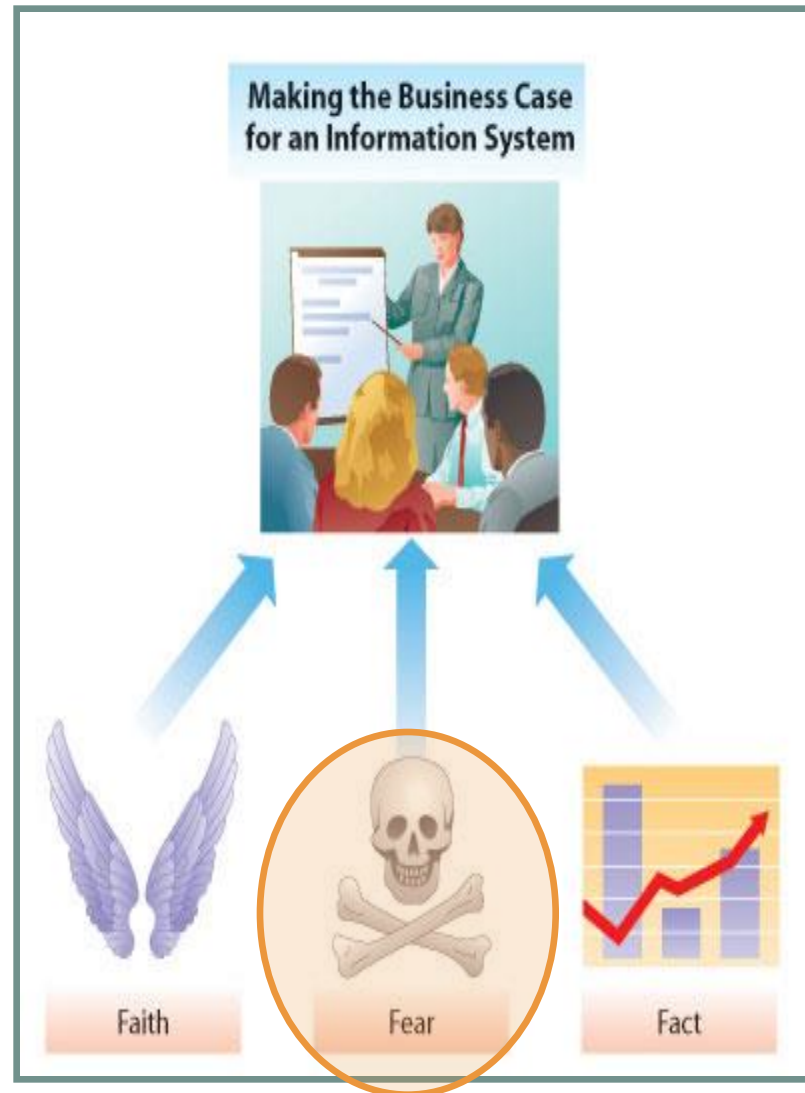 Making the Business Case
for an Information System
Faith
Fear
Fact